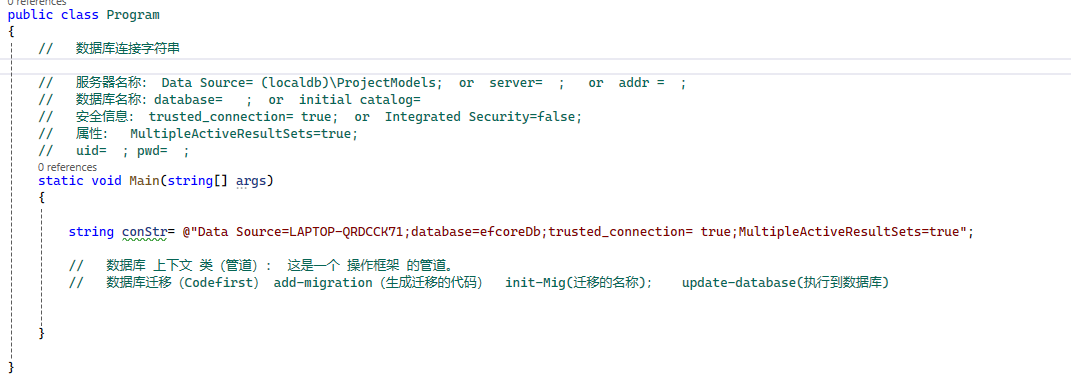 0 references
public class Program
{
//   数据库连接字符串
//   服务器名称:  Data Source= (localdb)\ProjectModels;  or  server=  ;   or  addr =  ;
//   数据库名称: database=   ;  or  initial catalog=
//   安全信息:  trusted_connection= true;  or  Integrated Security=false;
//   属性:   MultipleActiveResultSets=true;
//   uid=  ; pwd=  ;
0 references
static void Main(string[] args)
{
string conStr= @"Data Source=LAPTOP-QRDCCK71;database=efcoreDb;trusted_connection= true;MultipleActiveResultSets=true";
//   数据库 上下文 类（管道）:  这是一个 操作框架 的管道。
//   数据库迁移（Codefirst） add-migration（生成迁移的代码）  init-Mig(迁移的名称);    update-database(执行到数据库)
}
}